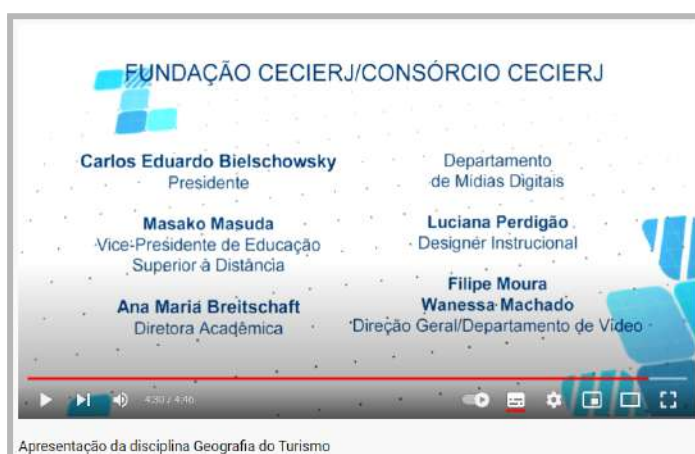 FUNDAÇÃO CECIERJ/CONSÓRCIO CECIERJ
Carlos Eduardo Bielschowsky
Presidente
Masako Masuda
Vice-Presidente de Educação
Superior à Distância
Ana Maria Breitschaft
Diretora Acadêmica
Departamento
de Mídias Digitais
Luciana Perdigão
Designer Instrucional
Filipe Moura
Wanessa Machado
Direção Geral/Departamento de Vídeo
4:30 / 4:46
Apresentação da disciplina Geografia do Turismo